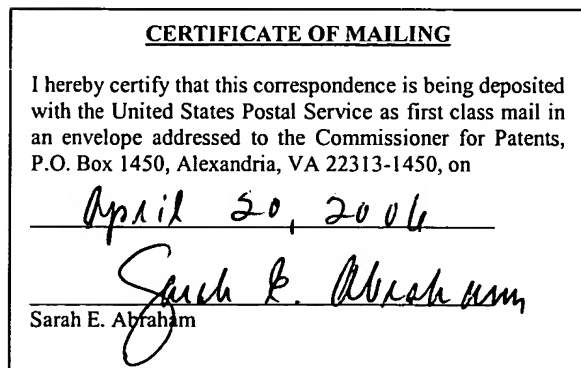 CERTIFICATE OF MAILING
I hereby certify that this correspondence is being deposited
with the United States Postal Service as first class mail in
an envelope addressed to the Commissioner for Patents,
P.O. Box 1450, Alexandria, VA 22313-1450, on
April 20, 2006
Sarah E. Abraham
Sarah E. Abraham